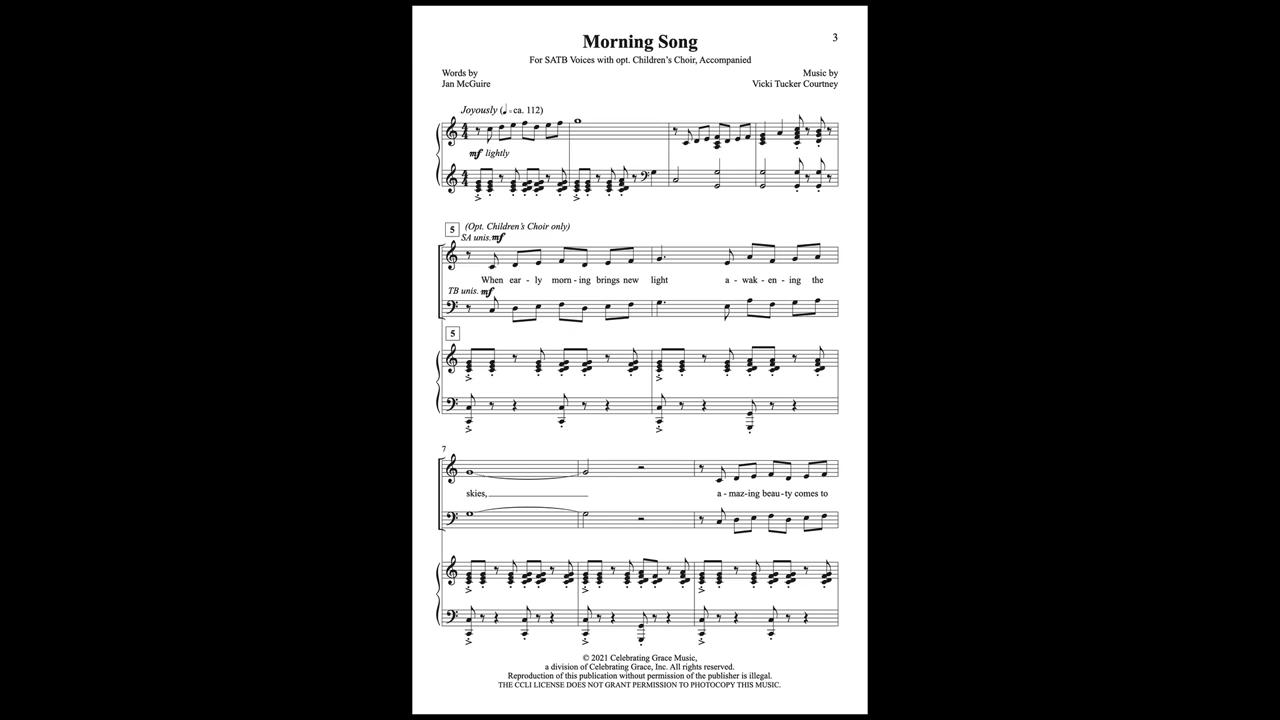 3
Morning Song
For SATB Voices with opt. Children's Choir, Accompanied
Words by
Jan McGuire
Music by
Vicki Tucker Courtney
Joyously (♩ = ca. 112)
mf lightly
5 (Opt. Children's Choir only)
SA unis. mf
When ear - ly morn - ing brings new light a - wak - en - ing the
TB unis. mf
5
7
skies, a - maz - ing beau - ty comes to
© 2021 Celebrating Grace Music,
a division of Celebrating Grace, Inc. All rights reserved.
Reproduction of this publication without permission of the publisher is illegal.
THE CCLI LICENSE DOES NOT GRANT PERMISSION TO PHOTOCOPY THIS MUSIC.